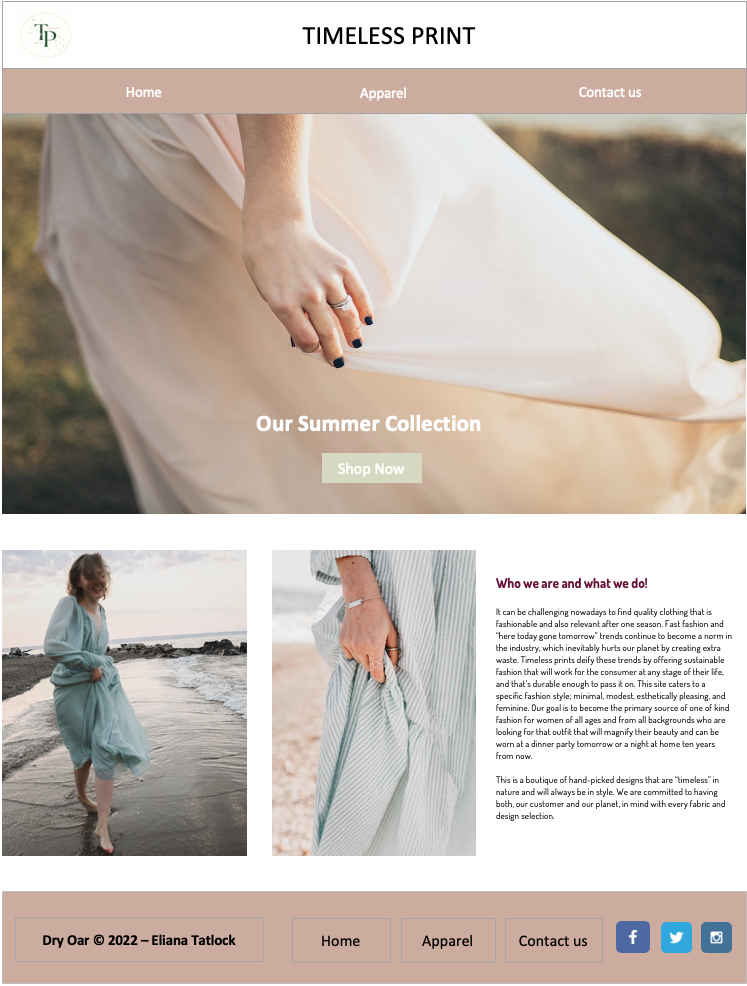 TP
TIMELESS PRINT
Home
Apparel
Contact us
Our Summer Collection
Shop Now
Who we are and what we do!
It can be challenging nowadays to find quality clothing that is
fashionable and also relevant after one season. Fast fashion and
"here today gone tomorrow" trends continue to become a norm in
the industry, which inevitably hurts our planet by creating extra
waste. Timeless prints deify these trends by offering sustainable
fashion that will work for the consumer at any stage of their life,
and that's durable enough to pass it on. This site caters to a
specific fashion style; minimal, modest, esthetically pleasing, and
feminine. Our goal is to become the primary source of one of kind
fashion for women of all ages and from all backgrounds who are
looking for that outfit that will magnify their beauty and can be
worn at a dinner party tomorrow or a night at home ten years
from now.
This is a boutique of hand-picked designs that are "timeless" in
nature and will always be in style. We are committed to having
both, our customer and our planet, in mind with every fabric and
design selection.
Dry Oar © 2022 – Eliana Tatlock
Home
Apparel
Contact us